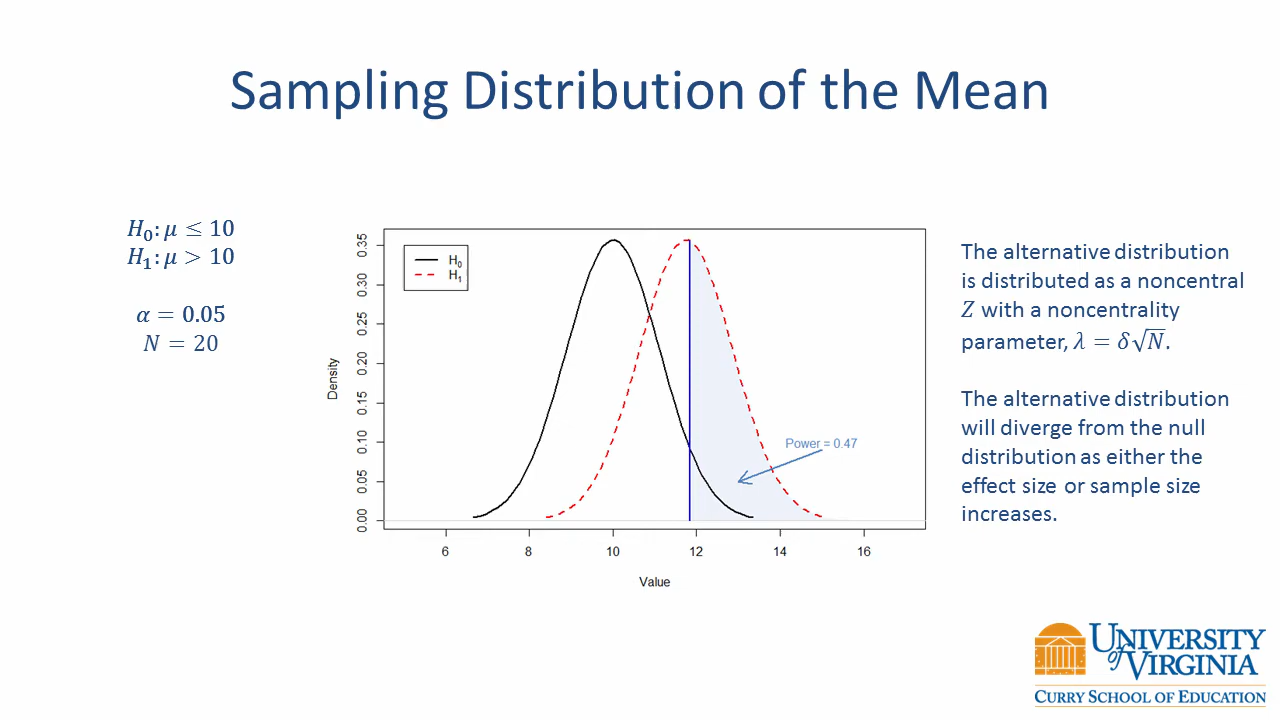 Sampling Distribution of the Mean
H₀: μ ≤ 10
H₁: μ > 10
α = 0.05
N = 20
H₀
H₁
Density
0.00 0.05 0.10 0.15 0.20 0.25 0.30 0.35
Power = 0.47
6 8 10 12 14 16
Value
The alternative distribution
is distributed as a noncentral
Z with a noncentrality
parameter, λ = δ√N.
The alternative distribution
will diverge from the null
distribution as either the
effect size or sample size
increases.
UNIVERSITY
of VIRGINIA
CURRY SCHOOL OF EDUCATION